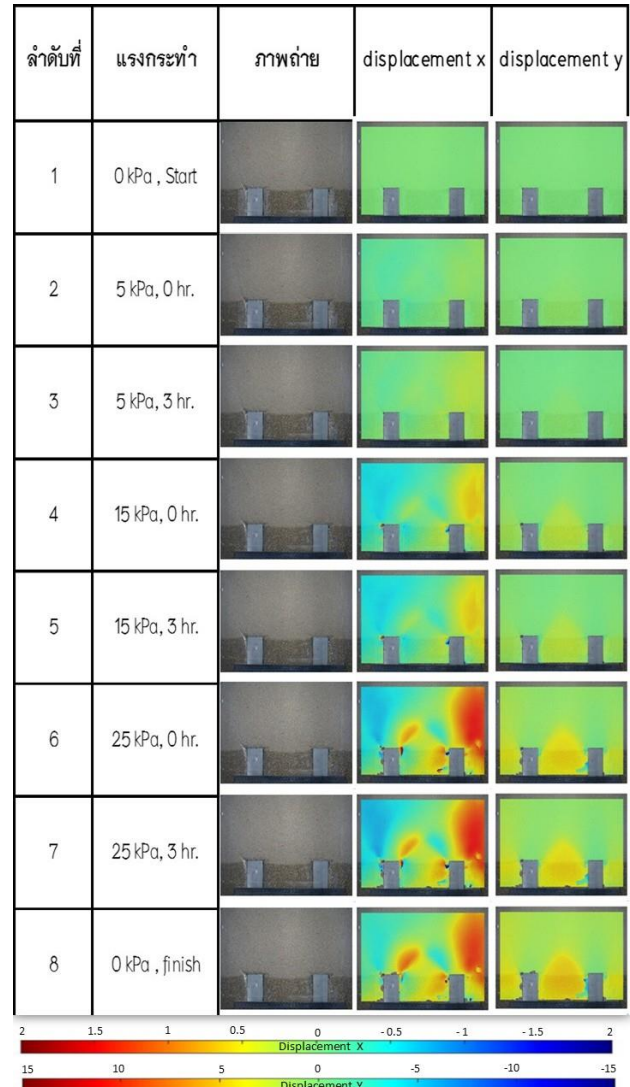 ลำดับที่ แรงกระทำ ภาพถ่าย displacement x displacement y
1 0 kPa , Start
2 5 kPa, 0 hr.
3 5 kPa, 3 hr.
4 15 kPa, 0 hr.
5 15 kPa, 3 hr.
6 25 kPa, 0 hr.
7 25 kPa, 3 hr.
8 0 kPa , finish
2 1.5 1 0.5 0 -0.5 -1 -1.5 2
Displacement X
15 10 5 0 -5 -10 -15
Displacement Y